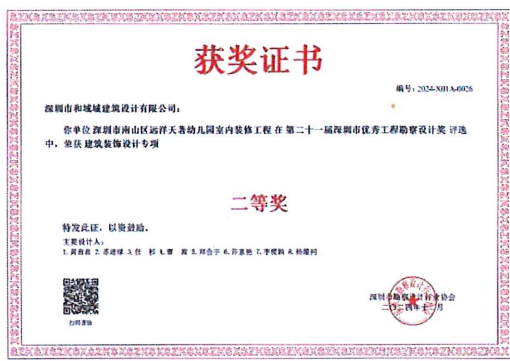 获奖证书
编号：2024-X01A-0026
深圳市和域城建筑设计有限公司：
你单位 深圳市南山区远洋天著幼儿园室内装修工程 在 第二十一届深圳市优秀工程勘察设计奖 评选
中，荣获 建筑装饰设计专项
二等奖
特发此证，以资鼓励。
主要设计人：
扫码查验
深圳市勘察设计行业协会